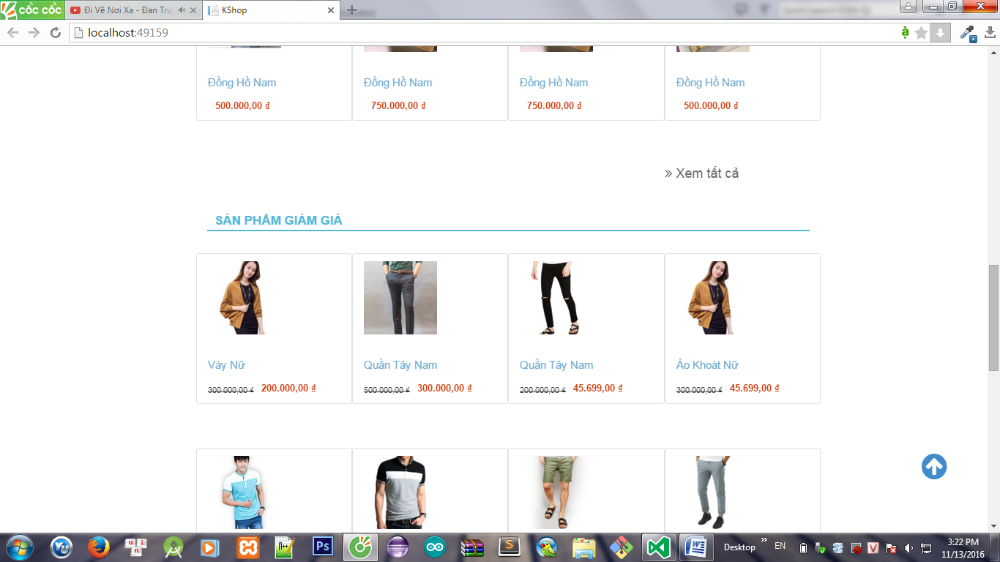 cốc cốc
Đi Về Nơi Xa - Đan Trư
KShop
localhost:49159
Đồng Hồ Nam
Đồng Hồ Nam
Đồng Hồ Nam
Đồng Hồ Nam
500.000,00 ₫
750.000,00 ₫
750.000,00 ₫
500.000,00 ₫
» Xem tất cả
SẢN PHẨM GIẢM GIÁ
Váy Nữ
Quần Tây Nam
Quần Tây Nam
Áo Khoát Nữ
300.000,00 ₫ 200.000,00 ₫
500.000,00 ₫ 300.000,00 ₫
200.000,00 ₫ 45.699,00 ₫
300.000,00 ₫ 45.699,00 ₫
Desktop
EN
3:22 PM
11/13/2016